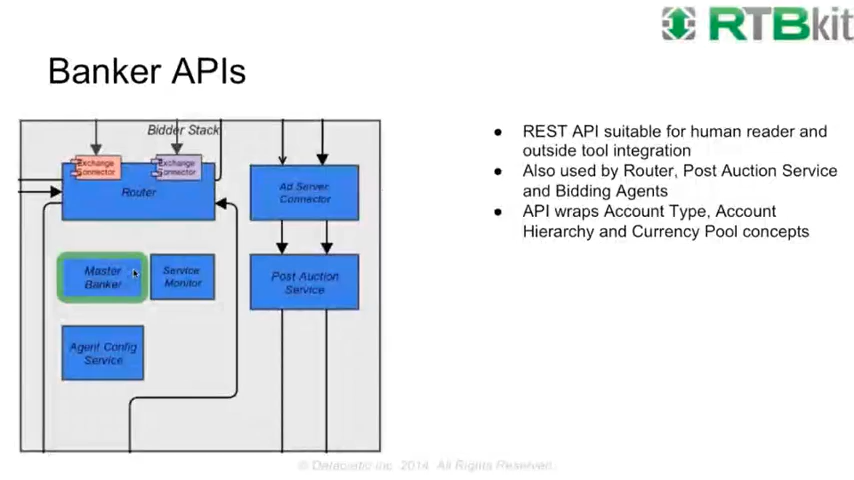 RTBkit
Banker APIs
Bidder Stack
Exchange
Connector
Exchange
Connector
Router
Ad Server
Connector
Master
Banker
Service
Monitor
Post Auction
Service
Agent Config
Service
● REST API suitable for human reader and
outside tool integration
● Also used by Router, Post Auction Service
and Bidding Agents
● API wraps Account Type, Account
Hierarchy and Currency Pool concepts
© Datacratic Inc. 2014. All Rights Reserved.